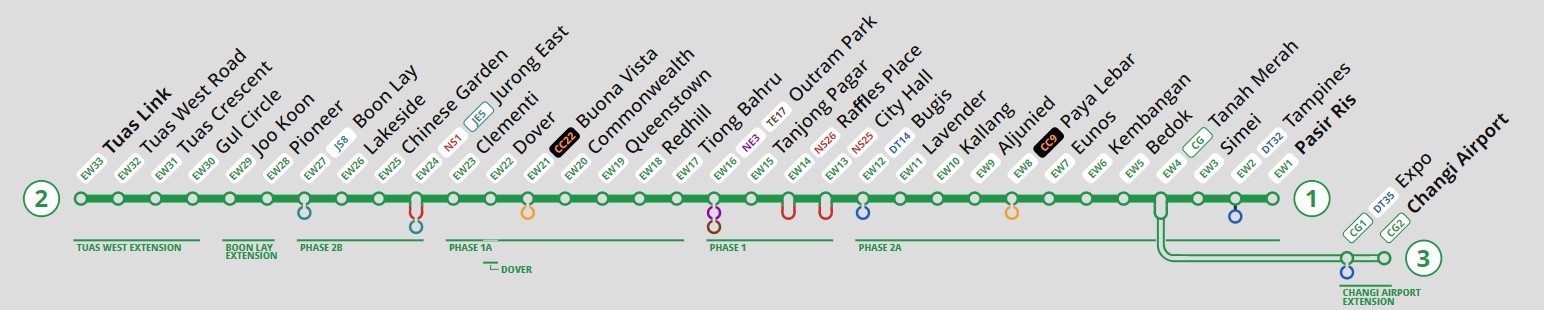 2
EW33 Tuas Link
EW32 Tuas West Road
EW31 Tuas Crescent
EW30 Gul Circle
EW29 Joo Koon
EW28 Pioneer
EW27 JS8 Boon Lay
EW26 Lakeside
EW25 Chinese Garden
EW24 NS1 JE5 Jurong East
EW23 Clementi
EW22 Dover
EW21 CC22 Buona Vista
EW20 Commonwealth
EW19 Queenstown
EW18 Redhill
EW17 Tiong Bahru
EW16 NE3 TE17 Outram Park
EW15 Tanjong Pagar
EW14 NS26 Raffles Place
EW13 NS25 City Hall
EW12 DT14 Bugis
EW11 Lavender
EW10 Kallang
EW9 Aljunied
EW8 CC9 Paya Lebar
EW7 Eunos
EW6 Kembangan
EW5 Bedok
EW4 CG Tanah Merah
EW3 Simei
EW2 DT32 Tampines
EW1 Pasir Ris
1
CG1 DT35 Expo
CG2 Changi Airport
3
TUAS WEST EXTENSION
BOON LAY
EXTENSION
PHASE 2B
PHASE 1A
DOVER
PHASE 1
PHASE 2A
CHANGI AIRPORT
EXTENSION